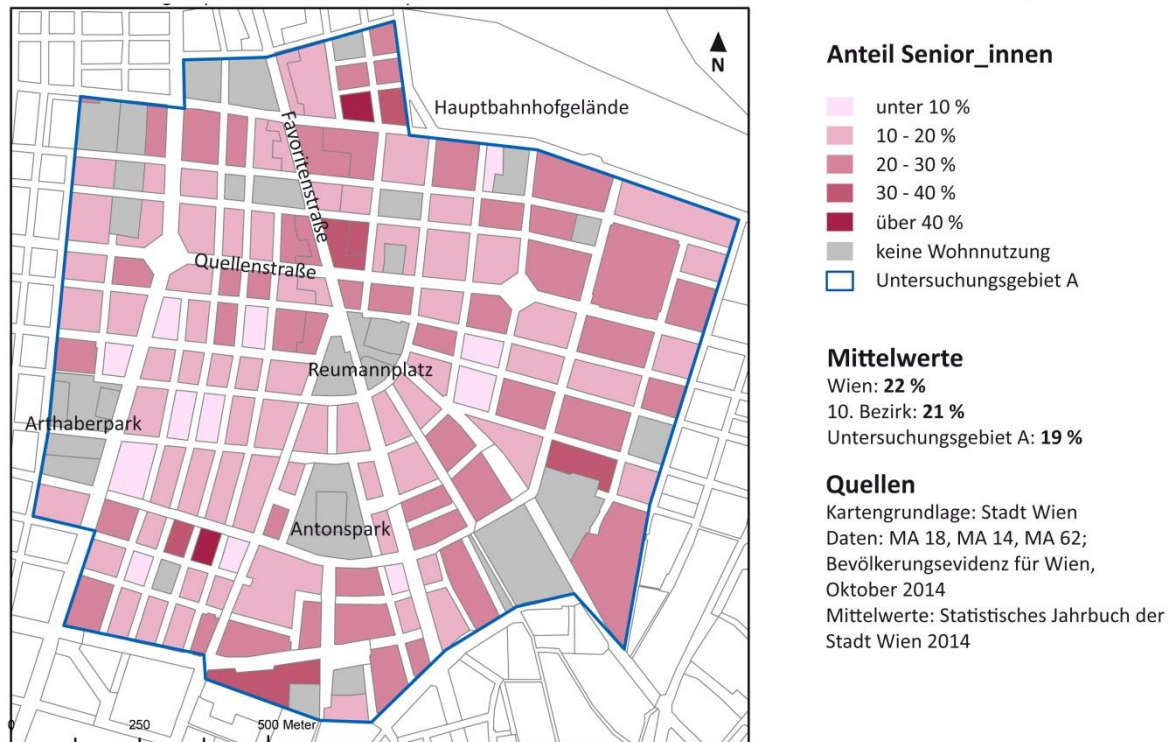 N
Hauptbahnhofgelände
Favoritenstraße
Quellenstraße
Reumannplatz
Arthaberpark
Antonspark
0
250
500 Meter
Anteil Senior_innen
unter 10 %
10 - 20 %
20 - 30 %
30 - 40 %
über 40 %
keine Wohnnutzung
Untersuchungsgebiet A
Mittelwerte
Wien: 22 %
10. Bezirk: 21 %
Untersuchungsgebiet A: 19 %
Quellen
Kartengrundlage: Stadt Wien
Daten: MA 18, MA 14, MA 62;
Bevölkerungsevidenz für Wien,
Oktober 2014
Mittelwerte: Statistisches Jahrbuch der
Stadt Wien 2014